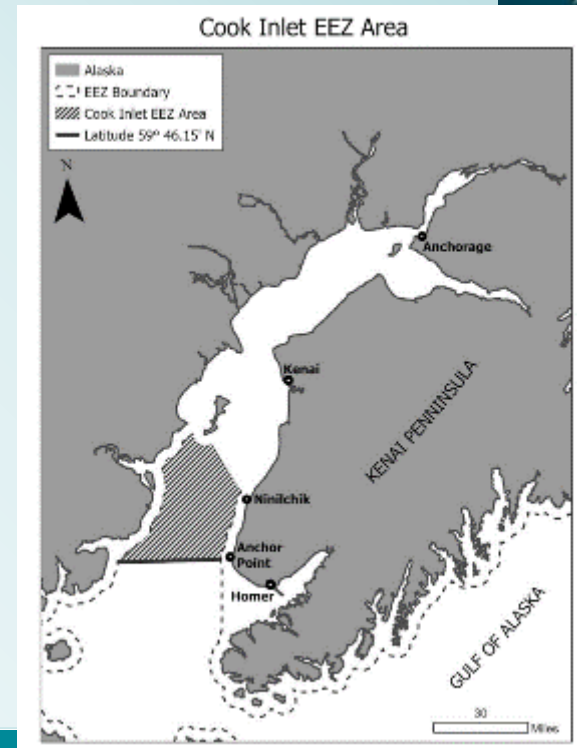 Cook Inlet EEZ Area
Alaska
EEZ Boundary
Cook Inlet EEZ Area
Latitude 59° 46.15' N
N
Anchorage
Kenai
KENAI PENNINSULA
Ninilchik
Anchor
Point
Homer
GULF OF ALASKA
30
Miles